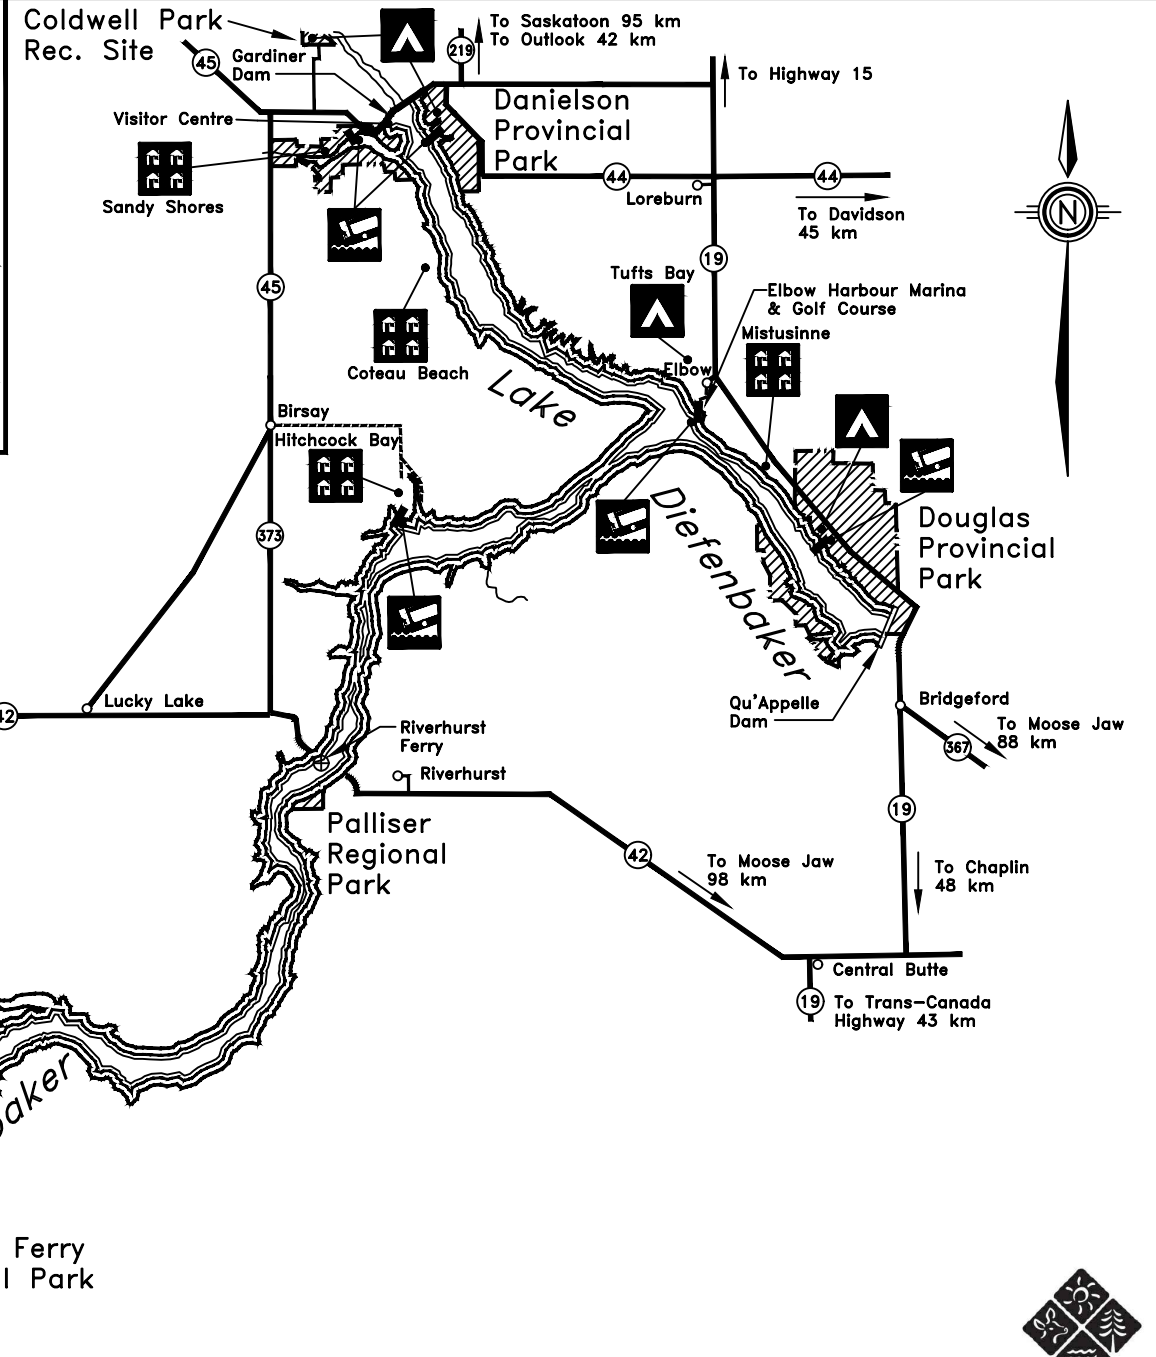 Coldwell Park
Rec. Site
To Saskatoon 95 km
To Outlook 42 km
219
45
Gardiner
Dam
To Highway 15
Visitor Centre
Danielson
Provincial
Park
44
44
Loreburn
Sandy Shores
To Davidson
45 km
N
19
Tufts Bay
45
Elbow Harbour Marina
& Golf Course
Mistusinne
Coteau Beach
Elbow
Lake
Birsay
Hitchcock Bay
Diefenbaker
Douglas
Provincial
Park
373
Lucky Lake
42
Qu'Appelle
Dam
Bridgeford
To Moose Jaw
88 km
367
Riverhurst
Ferry
Riverhurst
19
Palliser
Regional
Park
42
To Moose Jaw
98 km
To Chaplin
48 km
Central Butte
19
To Trans-Canada
Highway 43 km
baker
Ferry
l Park